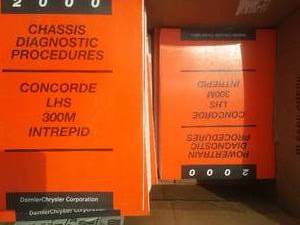 2000
CHASSIS
DIAGNOSTIC
PROCEDURES
CONCORDE
LHS
300M
INTREPID
DaimlerChrysler Corporation
DaimlerChrysler Corporation
2000
POWERTRAIN
DIAGNOSTIC
PROCEDURES
CONCORDE
LHS
300M
INTREPID